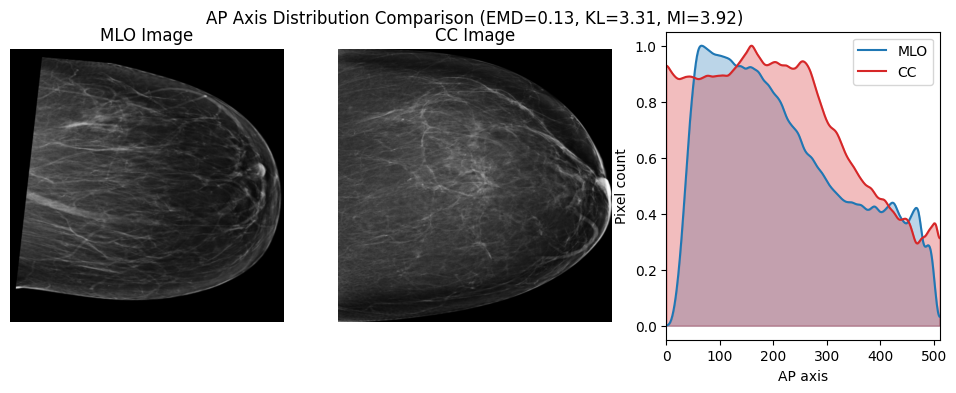 AP Axis Distribution Comparison (EMD=0.13, KL=3.31, MI=3.92)
MLO Image
CC Image
MLO
CC
Pixel count
1.0
0.8
0.6
0.4
0.2
0.0
0 100 200 300 400 500
AP axis